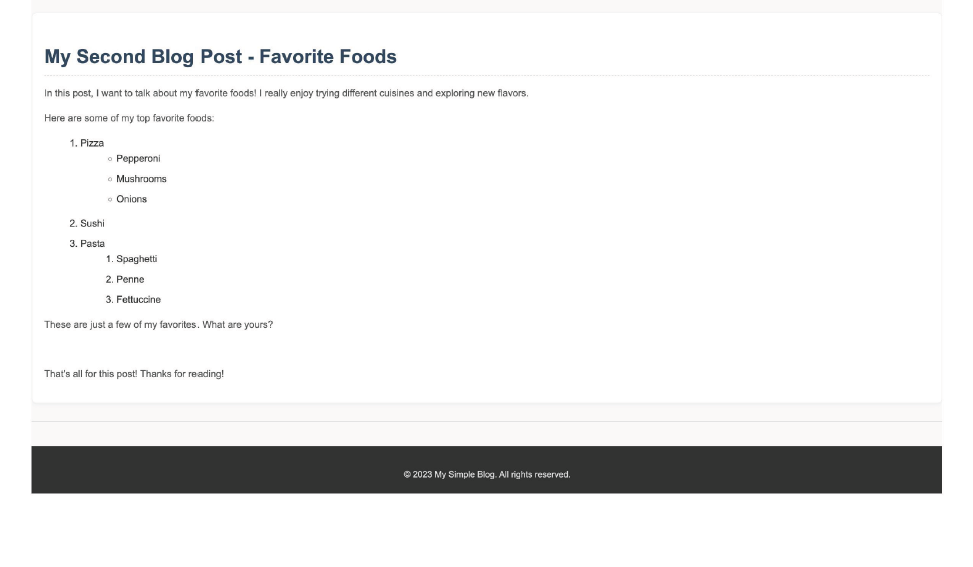 My Second Blog Post - Favorite Foods
In this post, I want to talk about my favorite foods! I really enjoy trying different cuisines and exploring new flavors.
Here are some of my top favorite foods:
1. Pizza
○ Pepperoni
○ Mushrooms
○ Onions
2. Sushi
3. Pasta
1. Spaghetti
2. Penne
3. Fettuccine
These are just a few of my favorites. What are yours?
That's all for this post! Thanks for reading!
© 2023 My Simple Blog. All rights reserved.